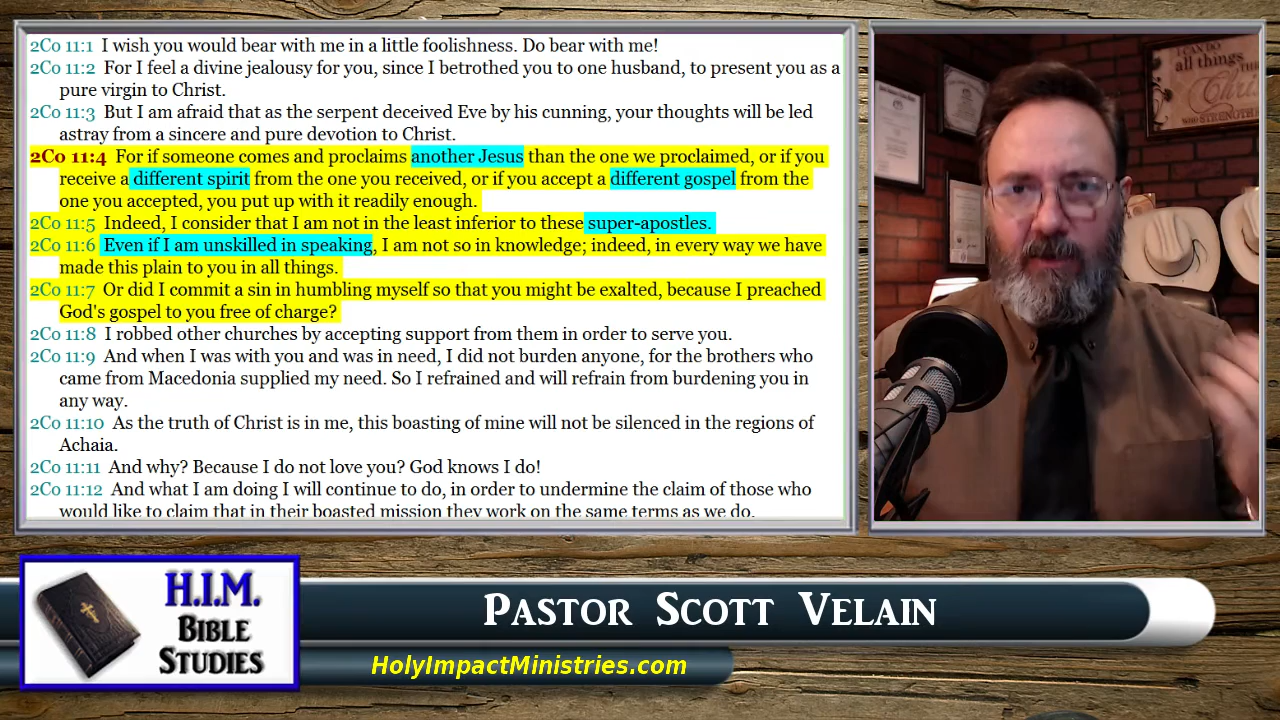 2Co 11:1 I wish you would bear with me in a little foolishness. Do bear with me!
2Co 11:2 For I feel a divine jealousy for you, since I betrothed you to one husband, to present you as a
pure virgin to Christ.
2Co 11:3 But I am afraid that as the serpent deceived Eve by his cunning, your thoughts will be led
astray from a sincere and pure devotion to Christ.
2Co 11:4 For if someone comes and proclaims another Jesus than the one we proclaimed, or if you
receive a different spirit from the one you received, or if you accept a different gospel from the
one you accepted, you put up with it readily enough.
2Co 11:5 Indeed, I consider that I am not in the least inferior to these super-apostles.
2Co 11:6 Even if I am unskilled in speaking, I am not so in knowledge; indeed, in every way we have
made this plain to you in all things.
2Co 11:7 Or did I commit a sin in humbling myself so that you might be exalted, because I preached
God's gospel to you free of charge?
2Co 11:8 I robbed other churches by accepting support from them in order to serve you.
2Co 11:9 And when I was with you and was in need, I did not burden anyone, for the brothers who
came from Macedonia supplied my need. So I refrained and will refrain from burdening you in
any way.
2Co 11:10 As the truth of Christ is in me, this boasting of mine will not be silenced in the regions of
Achaia.
2Co 11:11 And why? Because I do not love you? God knows I do!
2Co 11:12 And what I am doing I will continue to do, in order to undermine the claim of those who
would like to claim that in their boasted mission they work on the same terms as we do.
I CAN DO
all things
Christ
WHO STRENGTH
H.I.M.
BIBLE
STUDIES
PASTOR SCOTT VELAIN
HolyImpactMinistries.com